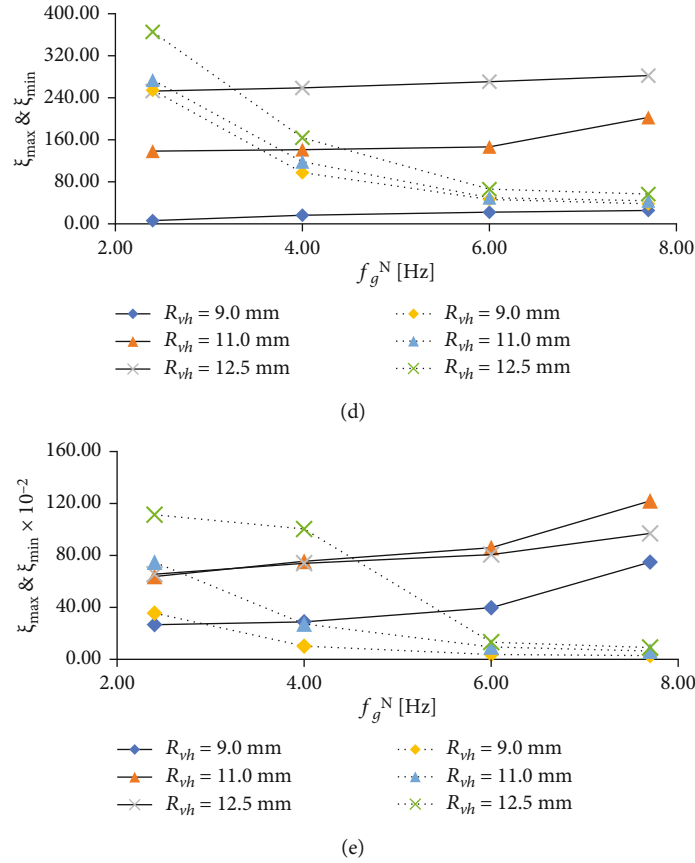 400.00
320.00
240.00
160.00
80.00
0.00
ξmax & ξmin
2.00 4.00 6.00 8.00
fgN [Hz]
Rvh = 9.0 mm Rvh = 9.0 mm
Rvh = 11.0 mm Rvh = 11.0 mm
Rvh = 12.5 mm Rvh = 12.5 mm
(d)
160.00
120.00
80.00
40.00
0.00
ξmax & ξmin × 10−2
2.00 4.00 6.00 8.00
fgN [Hz]
Rvh = 9.0 mm Rvh = 9.0 mm
Rvh = 11.0 mm Rvh = 11.0 mm
Rvh = 12.5 mm Rvh = 12.5 mm
(e)